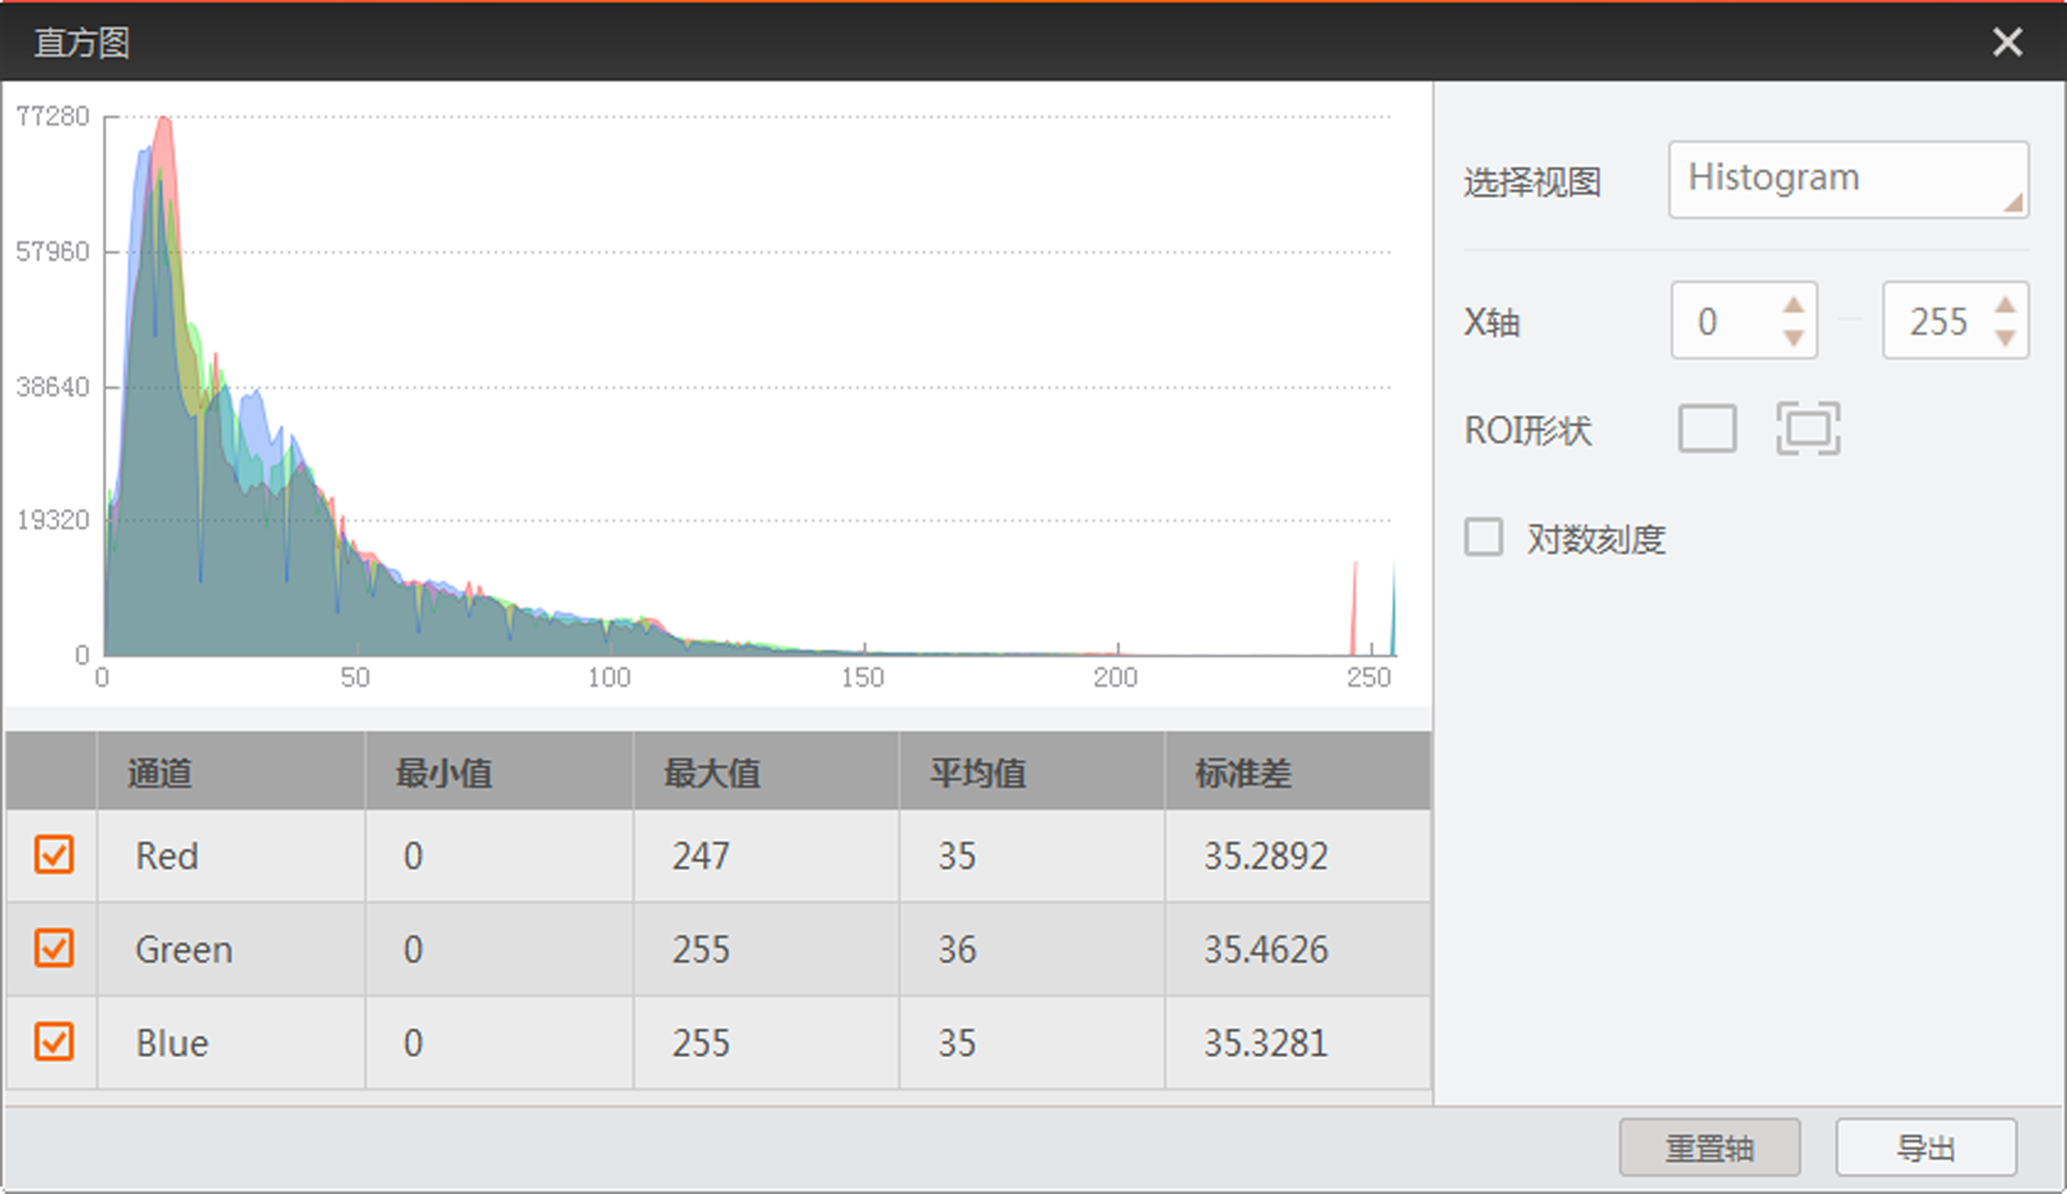 直方图
77280
57960
38640
19320
0
0 50 100 150 200 250
选择视图 Histogram
X轴 0 — 255
ROI形状
对数刻度
通道 最小值 最大值 平均值 标准差
Red 0 247 35 35.2892
Green 0 255 36 35.4626
Blue 0 255 35 35.3281
重置轴 导出